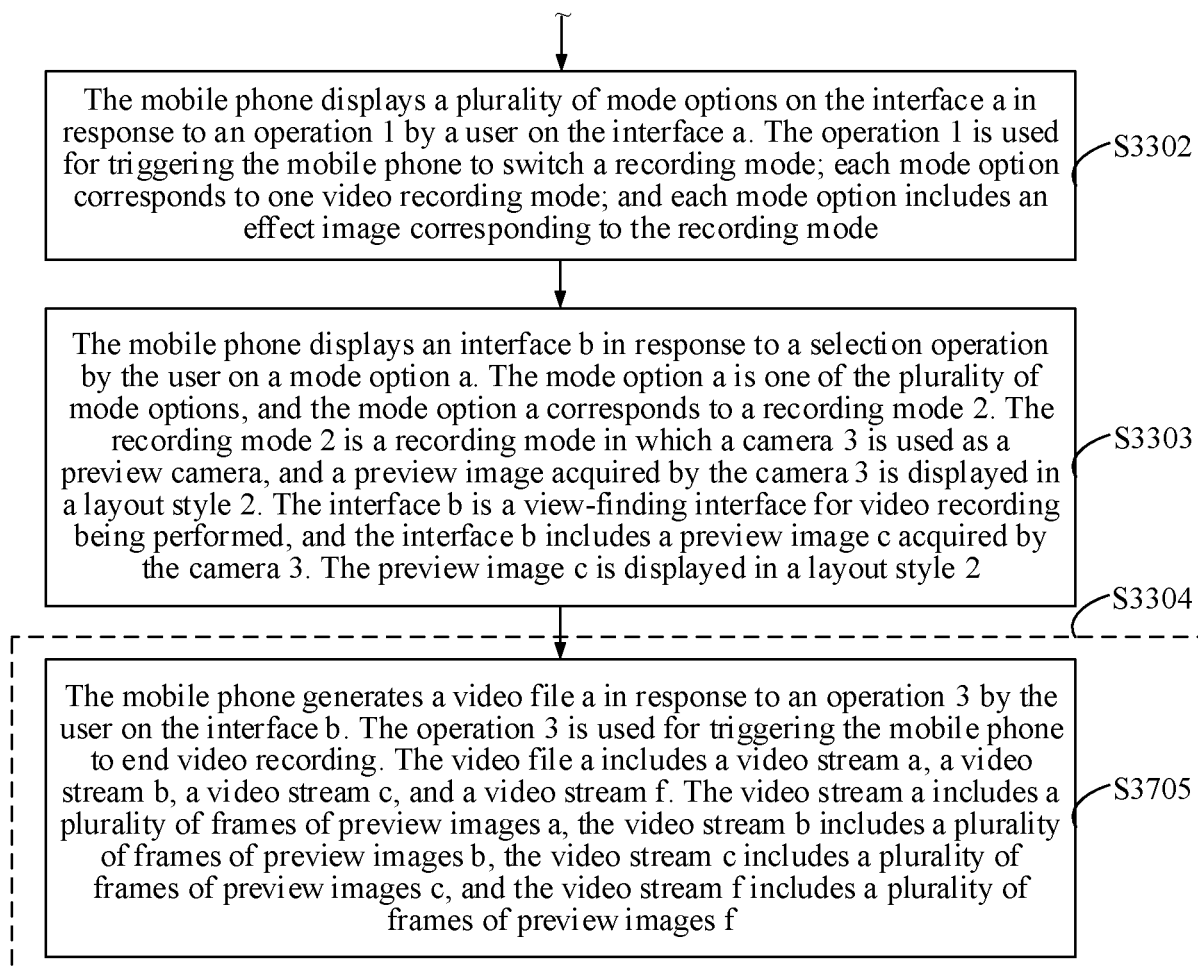 The mobile phone displays a plurality of mode options on the interface a in
response to an operation 1 by a user on the interface a. The operation 1 is used
for triggering the mobile phone to switch a recording mode; each mode option
corresponds to one video recording mode; and each mode option includes an
effect image corresponding to the recording mode
S3302
The mobile phone displays an interface b in response to a selection operation
by the user on a mode option a. The mode option a is one of the plurality of
mode options, and the mode option a corresponds to a recording mode 2. The
recording mode 2 is a recording mode in which a camera 3 is used as a
preview camera, and a preview image acquired by the camera 3 is displayed in
a layout style 2. The interface b is a view-finding interface for video recording
being performed, and the interface b includes a preview image c acquired by
the camera 3. The preview image c is displayed in a layout style 2
S3303
S3304
The mobile phone generates a video file a in response to an operation 3 by the
user on the interface b. The operation 3 is used for triggering the mobile phone
to end video recording. The video file a includes a video stream a, a video
stream b, a video stream c, and a video stream f. The video stream a includes a
plurality of frames of preview images a, the video stream b includes a plurality
of frames of preview images b, the video stream c includes a plurality of
frames of preview images c, and the video stream f includes a plurality of
frames of preview images f
S3705